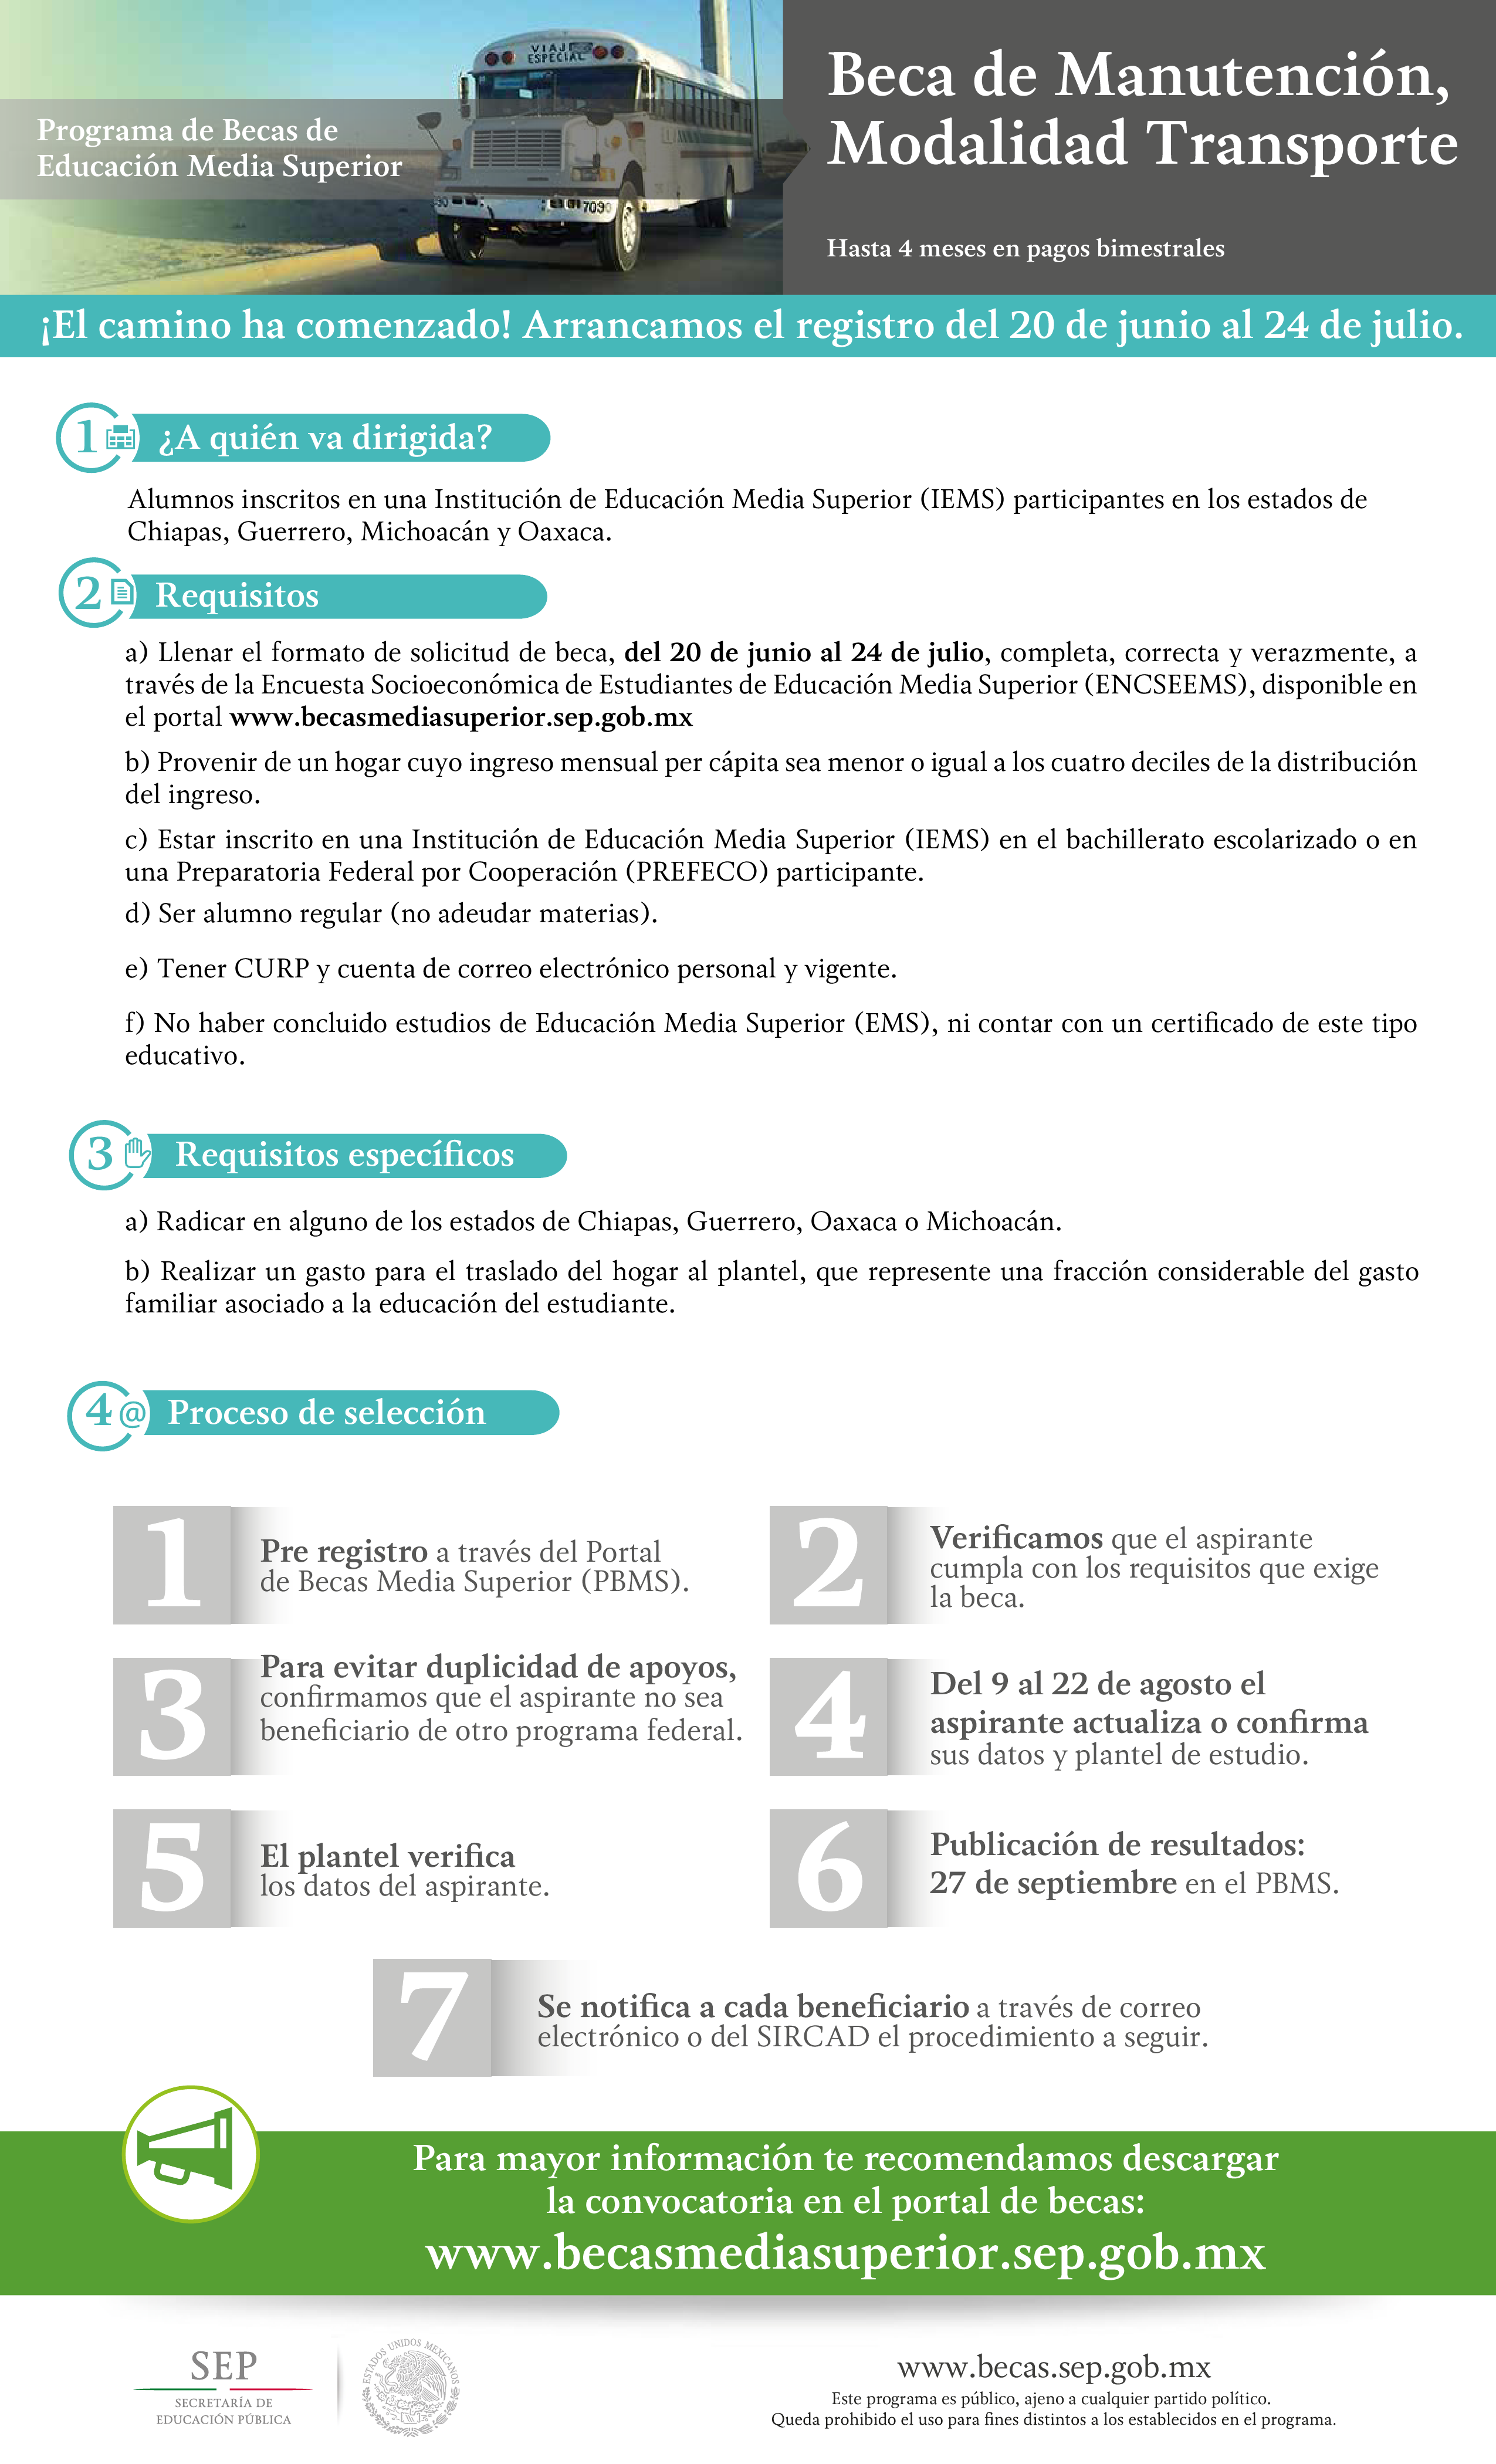 VIAJE
ESPECIAL
7090
Programa de Becas de
Educación Media Superior
Beca de Manutención,
Modalidad Transporte
Hasta 4 meses en pagos bimestrales
¡El camino ha comenzado! Arrancamos el registro del 20 de junio al 24 de julio.
1 ¿A quién va dirigida?
Alumnos inscritos en una Institución de Educación Media Superior (IEMS) participantes en los estados de
Chiapas, Guerrero, Michoacán y Oaxaca.
2 Requisitos
a) Llenar el formato de solicitud de beca, del 20 de junio al 24 de julio, completa, correcta y verazmente, a
través de la Encuesta Socioeconómica de Estudiantes de Educación Media Superior (ENCSEEMS), disponible en
el portal www.becasmediasuperior.sep.gob.mx
b) Provenir de un hogar cuyo ingreso mensual per cápita sea menor o igual a los cuatro deciles de la distribución
del ingreso.
c) Estar inscrito en una Institución de Educación Media Superior (IEMS) en el bachillerato escolarizado o en
una Preparatoria Federal por Cooperación (PREFECO) participante.
d) Ser alumno regular (no adeudar materias).
e) Tener CURP y cuenta de correo electrónico personal y vigente.
f) No haber concluido estudios de Educación Media Superior (EMS), ni contar con un certificado de este tipo
educativo.
3 Requisitos específicos
a) Radicar en alguno de los estados de Chiapas, Guerrero, Oaxaca o Michoacán.
b) Realizar un gasto para el traslado del hogar al plantel, que represente una fracción considerable del gasto
familiar asociado a la educación del estudiante.
4 @ Proceso de selección
1
Pre registro a través del Portal
de Becas Media Superior (PBMS).
2
Verificamos que el aspirante
cumpla con los requisitos que exige
la beca.
3
Para evitar duplicidad de apoyos,
confirmamos que el aspirante no sea
beneficiario de otro programa federal.
4
Del 9 al 22 de agosto el
aspirante actualiza o confirma
sus datos y plantel de estudio.
5
El plantel verifica
los datos del aspirante.
6
Publicación de resultados:
27 de septiembre en el PBMS.
7
Se notifica a cada beneficiario a través de correo
electrónico o del SIRCAD el procedimiento a seguir.
Para mayor información te recomendamos descargar
la convocatoria en el portal de becas:
www.becasmediasuperior.sep.gob.mx
SEP
SECRETARÍA DE
EDUCACIÓN PÚBLICA
ESTADOS UNIDOS MEXICANOS
www.becas.sep.gob.mx
Este programa es público, ajeno a cualquier partido político.
Queda prohibido el uso para fines distintos a los establecidos en el programa.